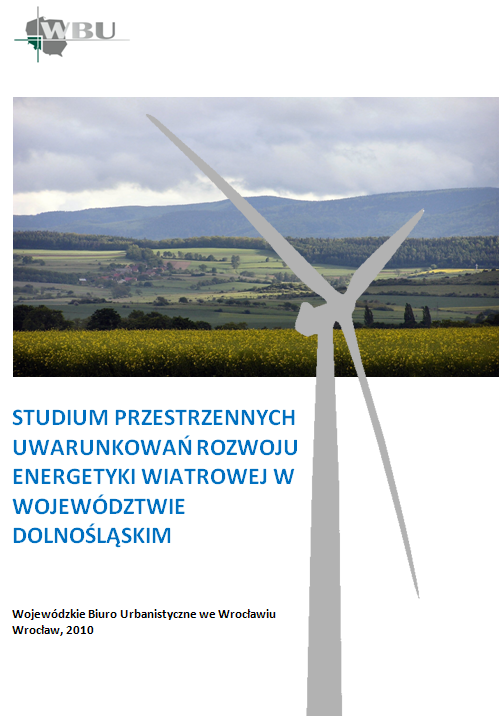 WBU
STUDIUM PRZESTRZENNYCH
UWARUNKOWAŃ ROZWOJU
ENERGETYKI WIATROWEJ W
WOJEWÓDZTWIE
DOLNOŚLĄSKIM
Wojewódzkie Biuro Urbanistyczne we Wrocławiu
Wrocław, 2010